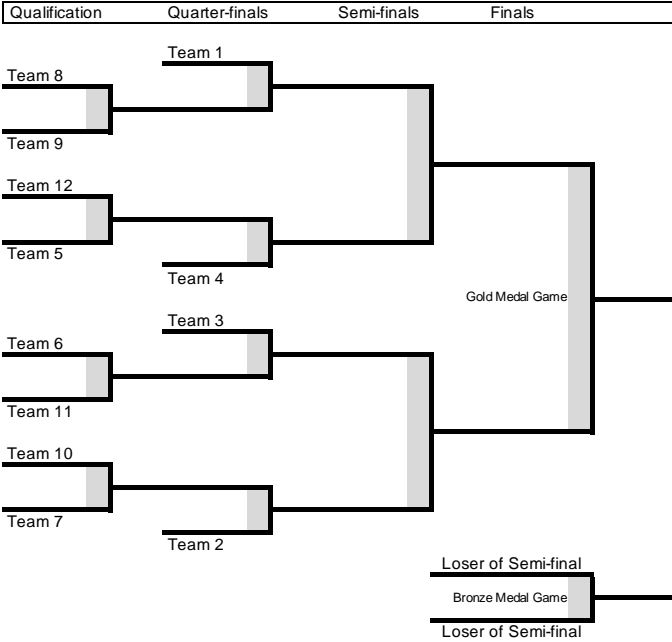 Qualification Quarter-finals Semi-finals Finals
Team 1
Team 8
Team 9
Team 12
Team 5
Team 4
Team 3
Team 6
Team 11
Team 10
Team 7
Team 2
Gold Medal Game
Loser of Semi-final
Bronze Medal Game
Loser of Semi-final